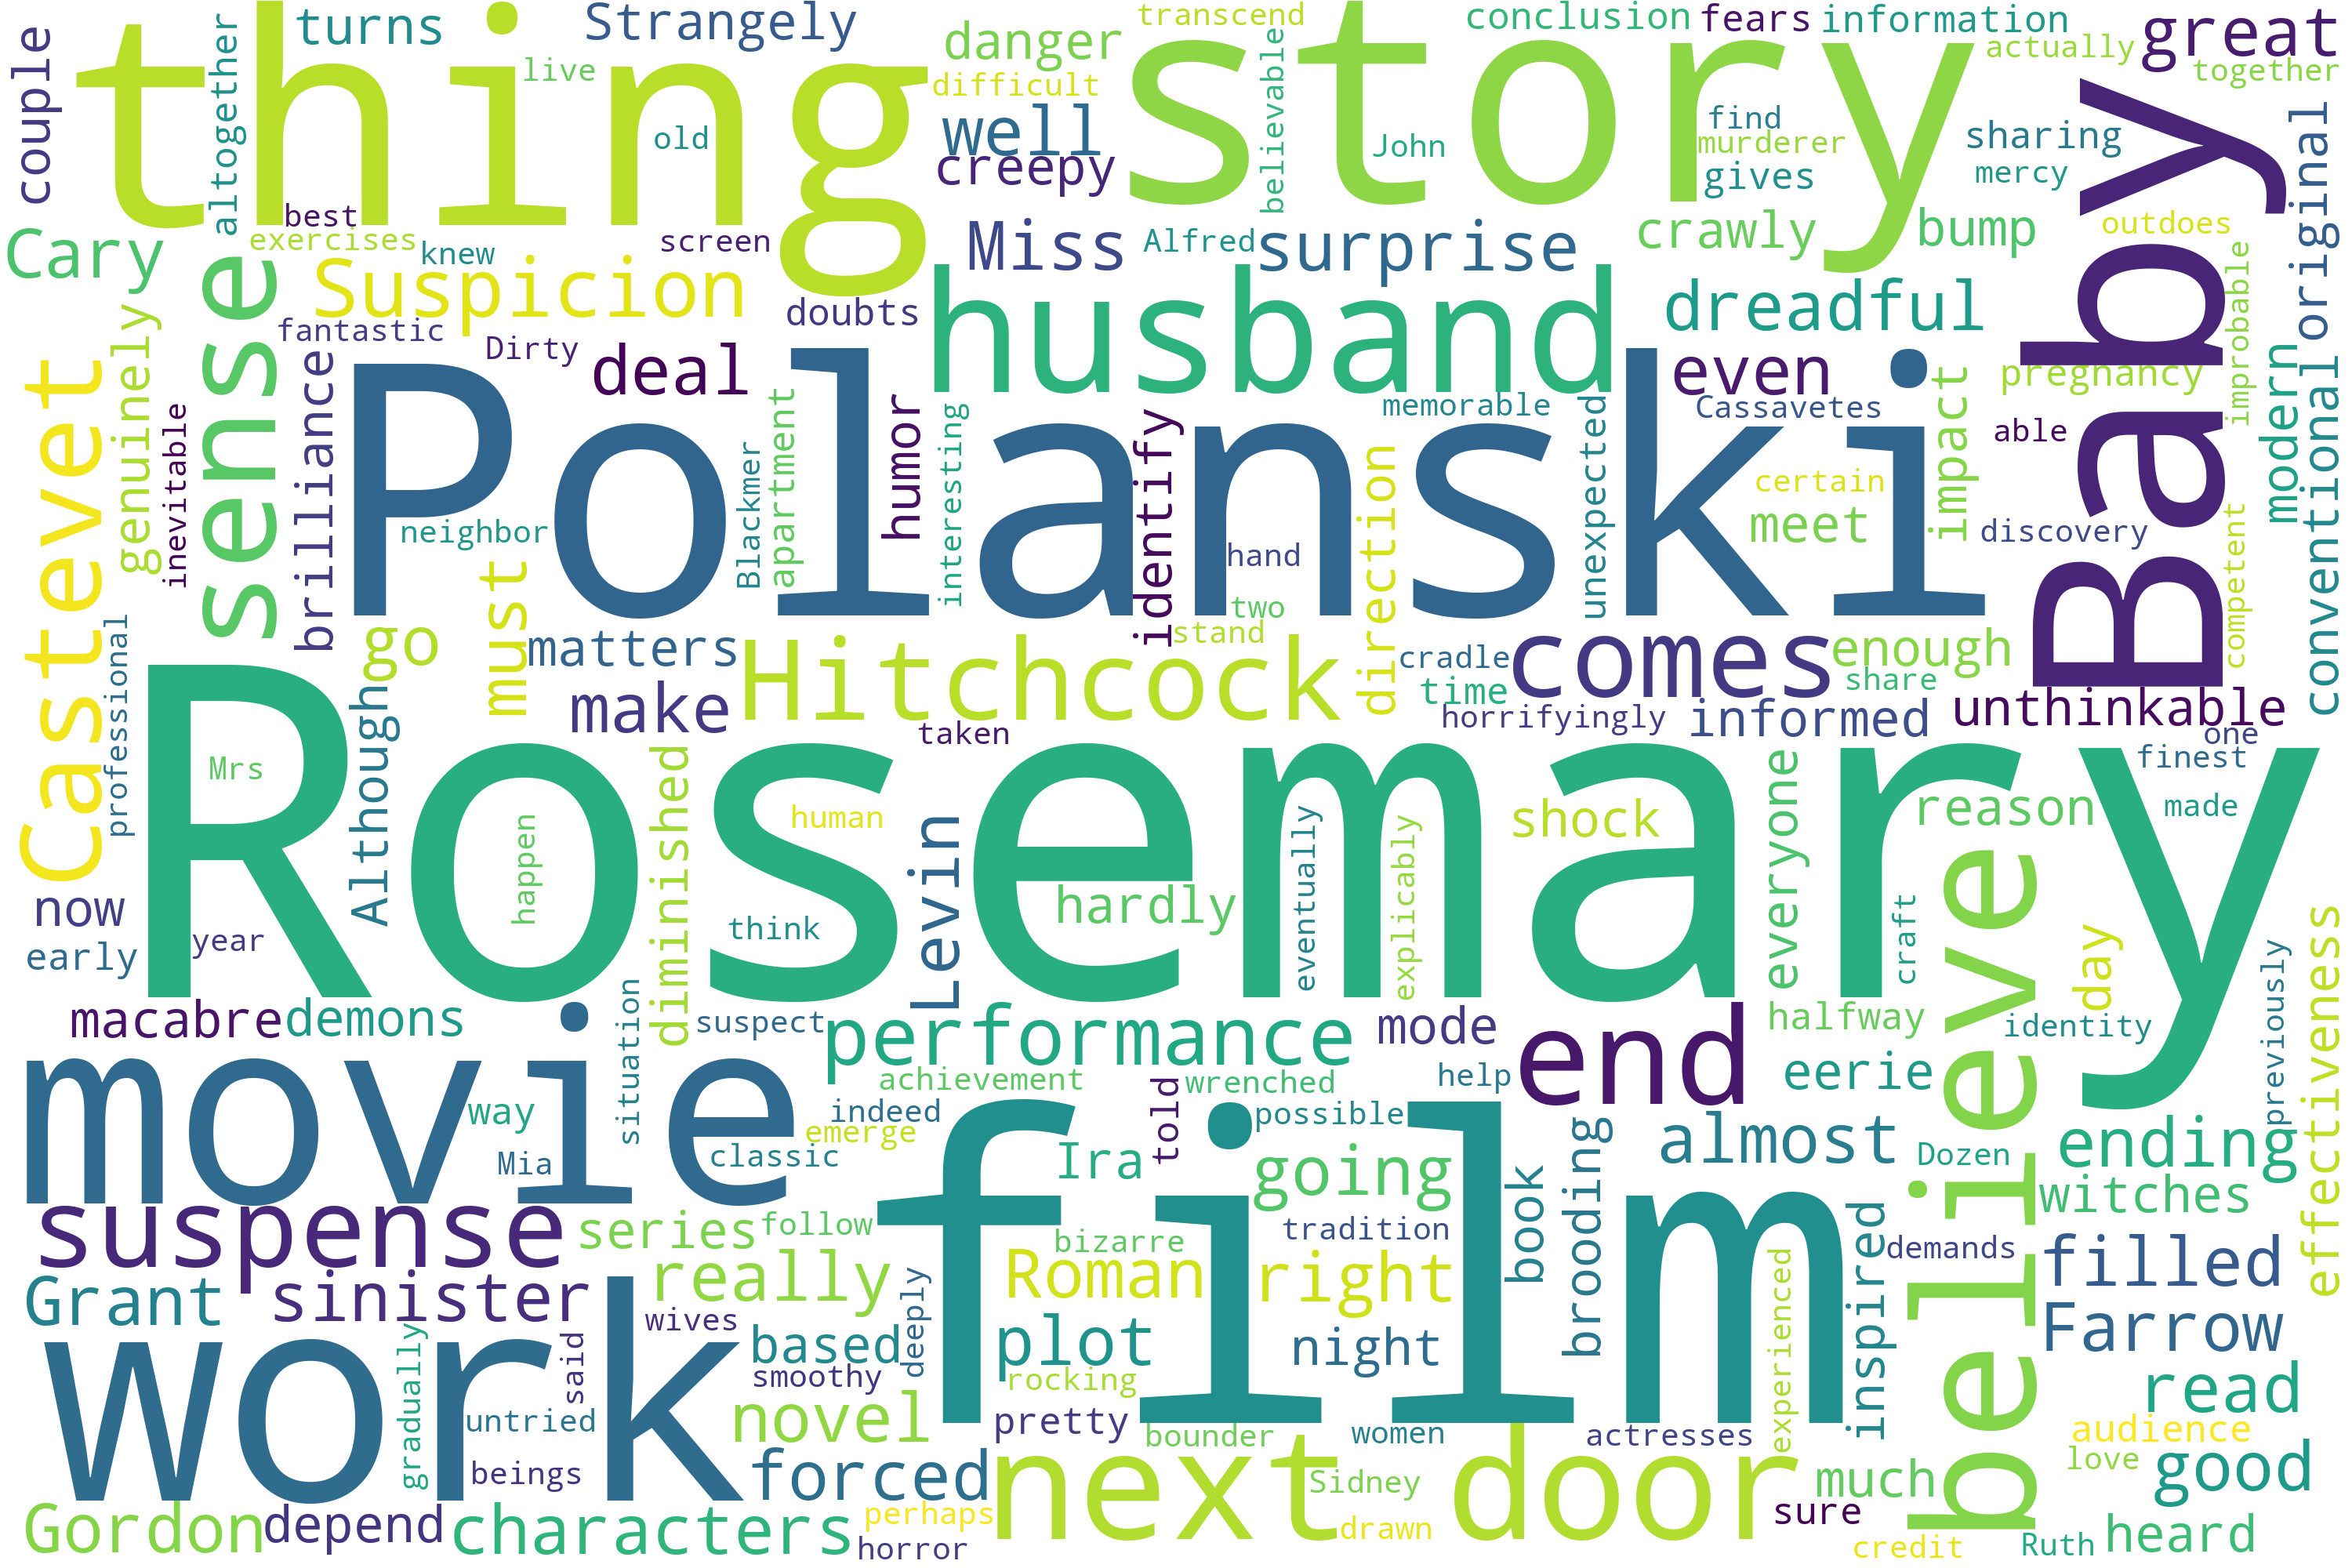 thing
story
Baby
Polanski
Rosemary
film
movie
work
husband
believe
next door
Hitchcock
sense
Castevet
comes
end
suspense
performance
couple
turns
Strangely
live
altogether
old
best
exercises
knew
screen
Cary
Suspicion
fantastic
Dirty
doubts
deal
danger
transcend
difficult
well
creepy
believable
Miss
Alfred
surprise
John
conclusion
fears
information
actually
great
together
find
murderer
gives
sharing
mercy
crawly
bump
outdoes
original
dreadful
improbable
even
pregnancy
modern
conventional
genuinely
inevitable
brilliance
neighbor
Blackmer
apartment
humor
interesting
identify
memorable
direction
unexpected
Cassavetes
certain
meet
impact
able
discovery
competent
hand
two
stand
professional
go
must
matters
make
Although
taken
cradle
time
horrifyingly
enough
share
informed
unthinkable
one
finest
made
Mrs
now
early
year
happen
diminished
human
think
Levin
hardly
eventually
explicably
shock
everyone
reason
craft
day
previously
effectiveness
macabre
demons
situation
suspect
achievement
indeed
emerge
mode
wrenched
possible
help
halfway
identity
eerie
almost
Dozen
ending
witches
way
Mia
classic
Ira
told
going
tradition
book
brooding
inspired
demands
filled
Farrow
Grant
sinister
series
follow
really
wives
based
smoothy
deeply
bizarre
Roman
right
plot
night
rocking
experienced
read
audience
love
good
gradually
said
untried
beings
novel
forced
pretty
bounder
women
actresses
Sidney
drawn
much
sure
credit
Ruth
heard
Gordon
depend
characters
perhaps
horror